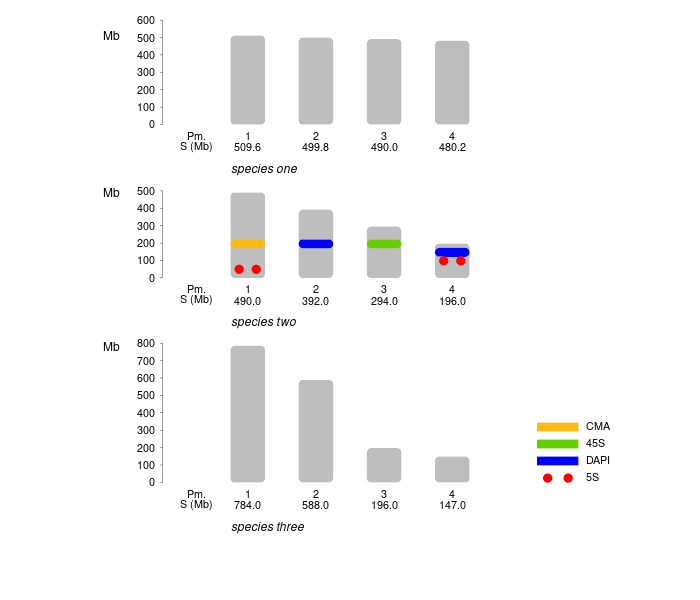 600
Mb
500
400
300
200
100
0
Pm. 1 2 3 4
S (Mb) 509.6 499.8 490.0 480.2
species one
Mb 500
400
300
200
100
0
Pm. 1 2 3 4
S (Mb) 490.0 392.0 294.0 196.0
species two
Mb 800
700
600
500
400
300
200
100
0
Pm. 1 2 3 4
S (Mb) 784.0 588.0 196.0 147.0
species three
CMA
45S
DAPI
5S